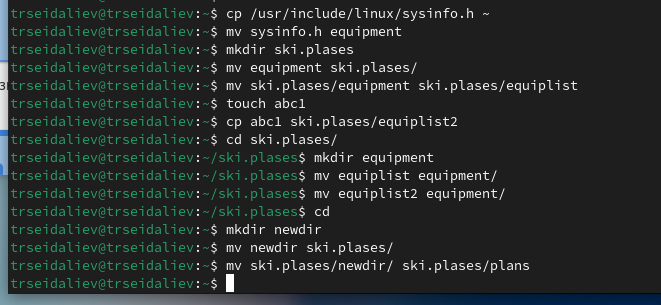 trseidaliev@trseidaliev:~$ cp /usr/include/linux/sysinfo.h ~
trseidaliev@trseidaliev:~$ mv sysinfo.h equipment
trseidaliev@trseidaliev:~$ mkdir ski.plases
trseidaliev@trseidaliev:~$ mv equipment ski.plases/
trseidaliev@trseidaliev:~$ mv ski.plases/equipment ski.plases/equiplist
trseidaliev@trseidaliev:~$ touch abc1
trseidaliev@trseidaliev:~$ cp abc1 ski.plases/equiplist2
trseidaliev@trseidaliev:~$ cd ski.plases/
trseidaliev@trseidaliev:~/ski.plases$ mkdir equipment
trseidaliev@trseidaliev:~/ski.plases$ mv equiplist equipment/
trseidaliev@trseidaliev:~/ski.plases$ mv equiplist2 equipment/
trseidaliev@trseidaliev:~/ski.plases$ cd
trseidaliev@trseidaliev:~$ mkdir newdir
trseidaliev@trseidaliev:~$ mv newdir ski.plases/
trseidaliev@trseidaliev:~$ mv ski.plases/newdir/ ski.plases/plans
trseidaliev@trseidaliev:~$